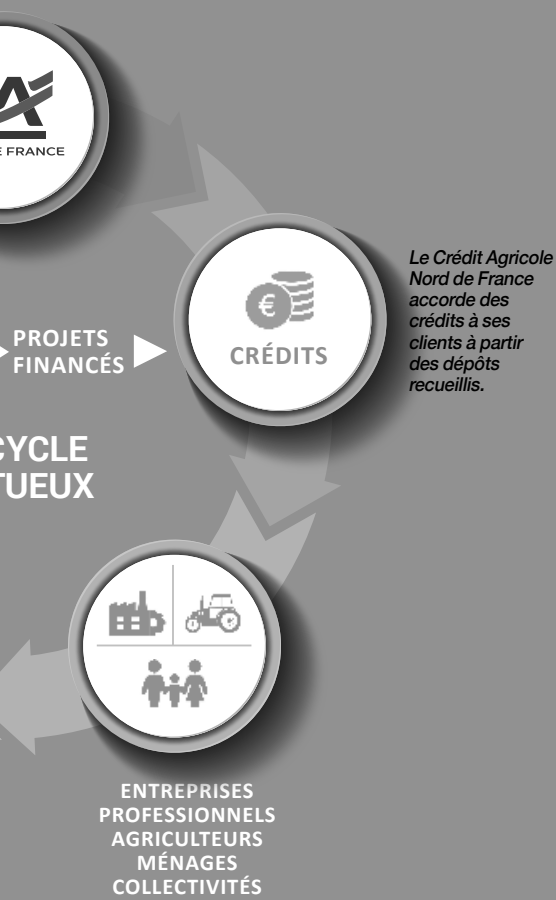 E FRANCE
Le Crédit Agricole
Nord de France
accorde des
crédits à ses
clients à partir
des dépôts
recueillis.
PROJETS
FINANCÉS
€
CRÉDITS
CYCLE
TUEUX
ENTREPRISES
PROFESSIONNELS
AGRICULTEURS
MÉNAGES
COLLECTIVITÉS